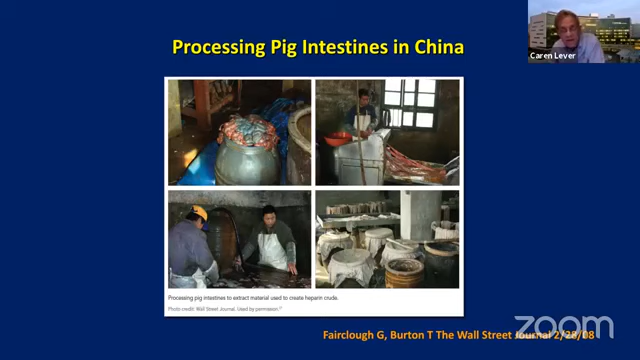 Processing Pig Intestines in China
Caren Lever
Processing pig intestines to extract material used to create heparin crude.
Photo credit: Wall Street Journal. Used by permission.
Fairclough G, Burton T The Wall Street Journal 2/28/08
zoom